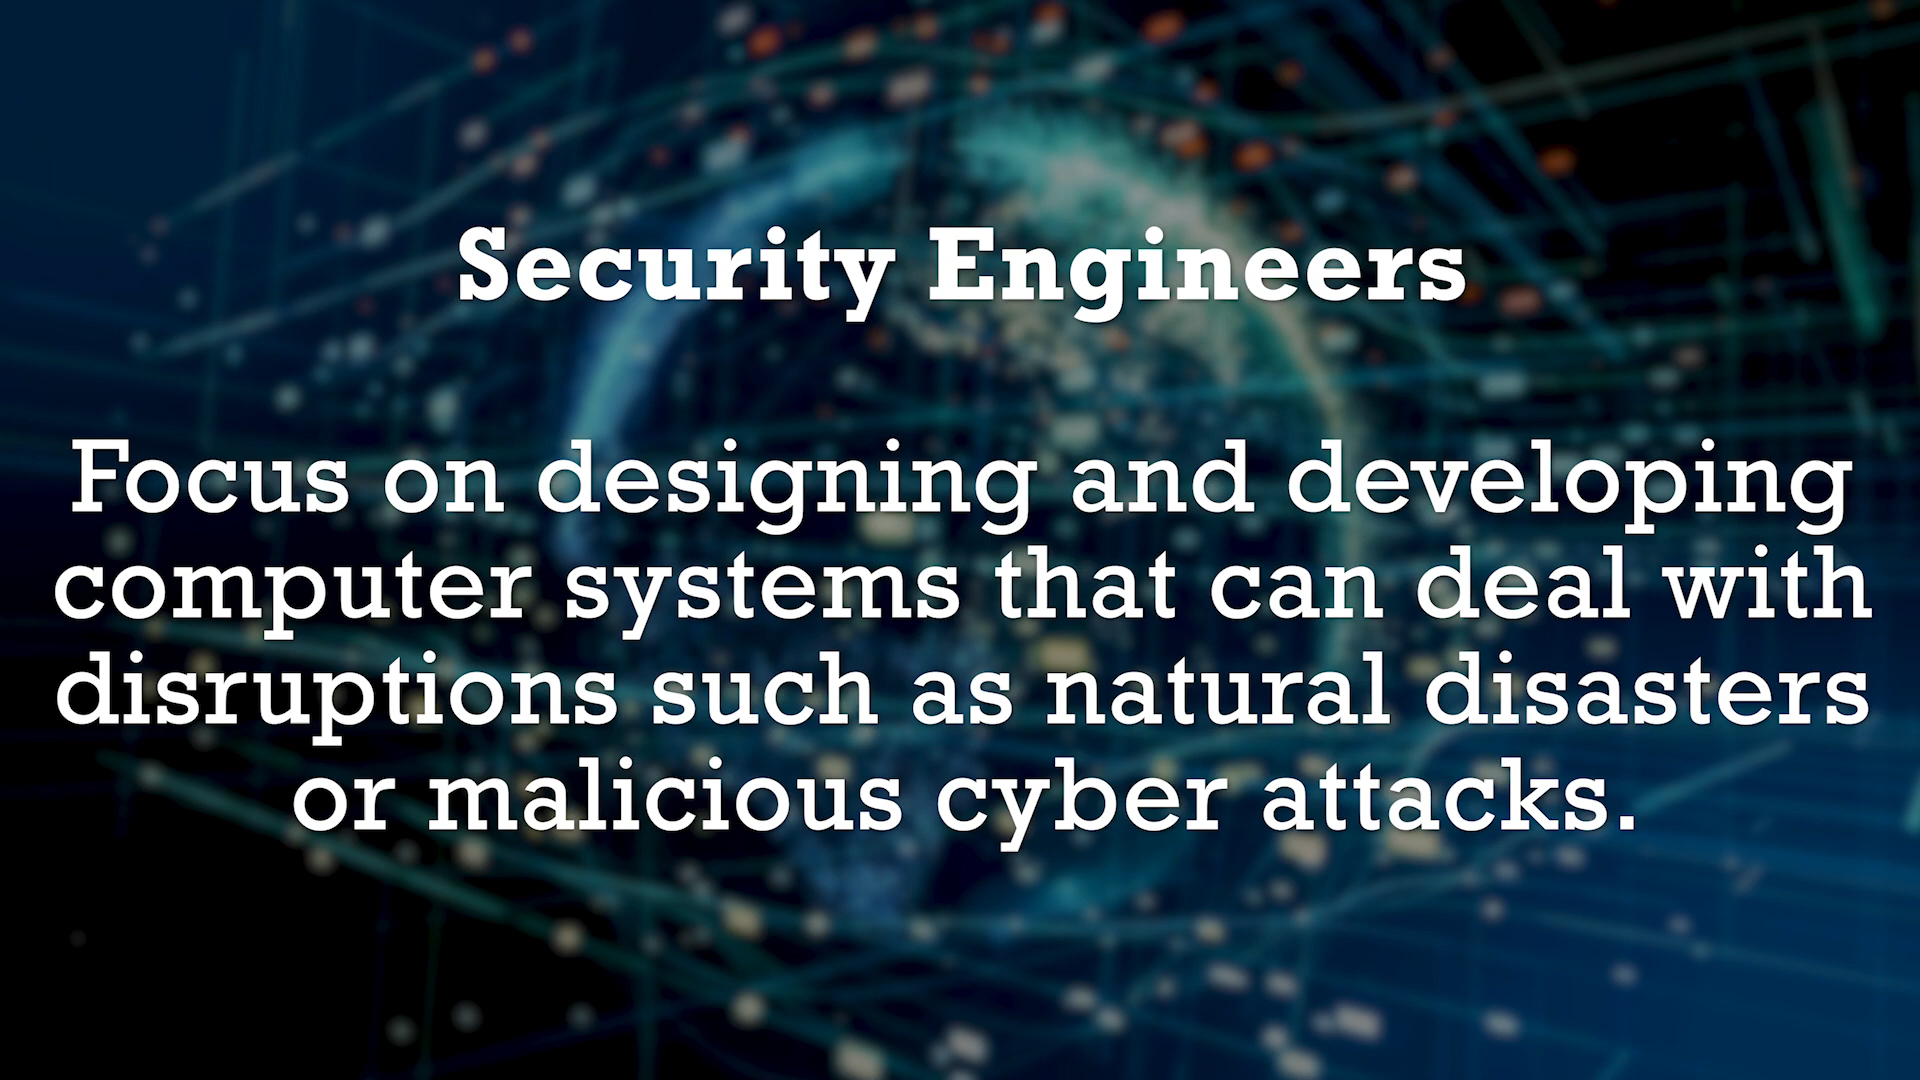 Security Engineers
Focus on designing and developing
computer systems that can deal with
disruptions such as natural disasters
or malicious cyber attacks.